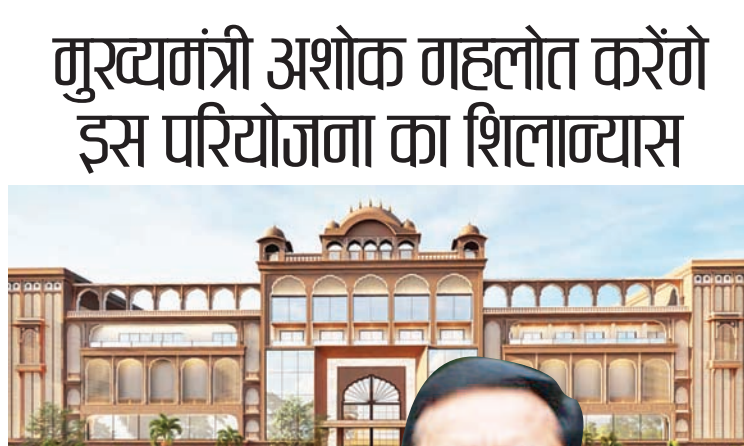 मुख्यमंत्री अशोक गहलोत करेंगे
इस परियोजना का शिलान्यास